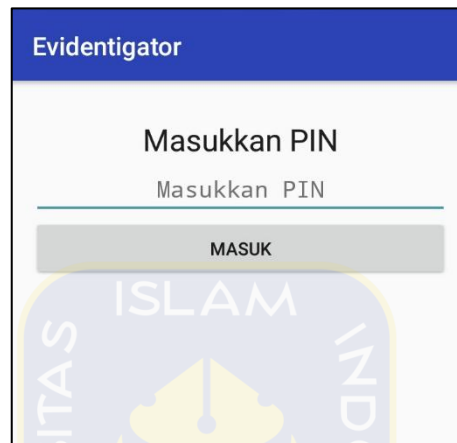 Evidentigator
Masukkan PIN
Masukkan PIN
MASUK
ISLAM